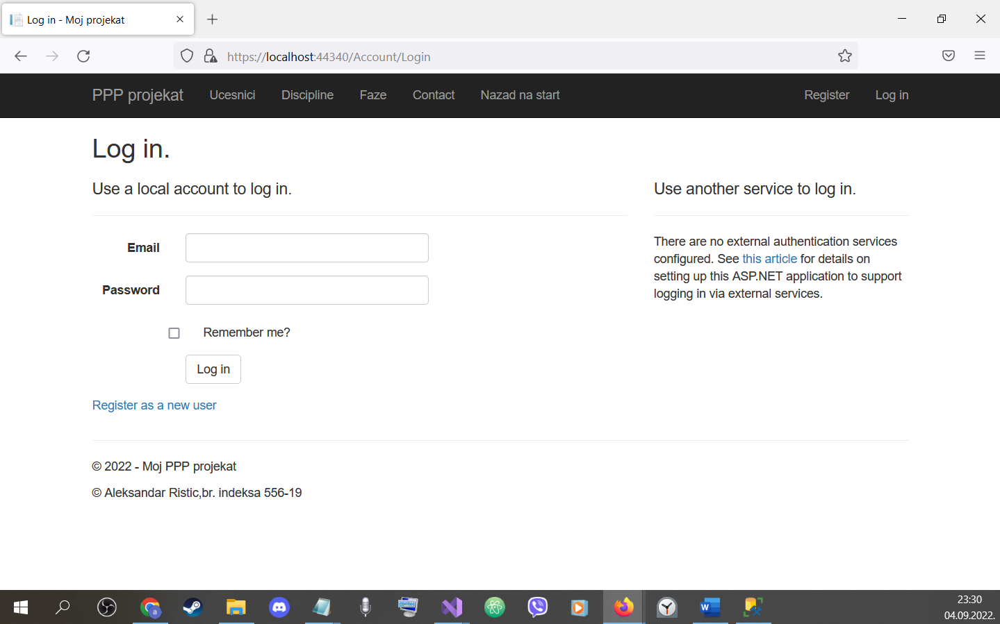 Log in - Moj projekat
https://localhost:44340/Account/Login
PPP projekat Ucesnici Discipline Faze Contact Nazad na start Register Log in
Log in.
Use a local account to log in.
Email
Password
Remember me?
Log in
Register as a new user
Use another service to log in.
There are no external authentication services
configured. See this article for details on
setting up this ASP.NET application to support
logging in via external services.
© 2022 - Moj PPP projekat
© Aleksandar Ristic,br. indeksa 556-19
a
W
23:30
04.09.2022.